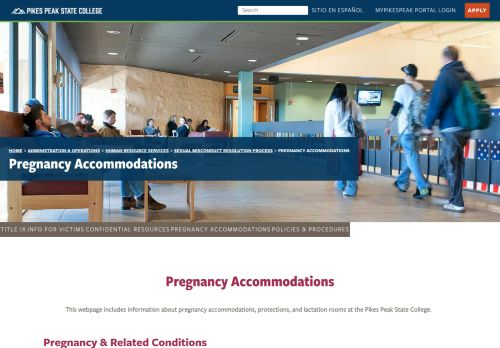 PIKES PEAK STATE COLLEGE
Search
SITIO EN ESPAÑOL
MYPIKESPEAK PORTAL LOGIN
APPLY
HOME > ADMINISTRATION & OPERATIONS > HUMAN RESOURCE SERVICES > SEXUAL MISCONDUCT RESOLUTION PROCESS > PREGNANCY ACCOMMODATIONS
Pregnancy Accommodations
TITLE IX INFO FOR VICTIMS CONFIDENTIAL RESOURCES PREGNANCY ACCOMMODATIONS POLICIES & PROCEDURES
Pregnancy Accommodations
This webpage includes information about pregnancy accommodations, protections, and lactation rooms at the Pikes Peak State College.
Pregnancy & Related Conditions